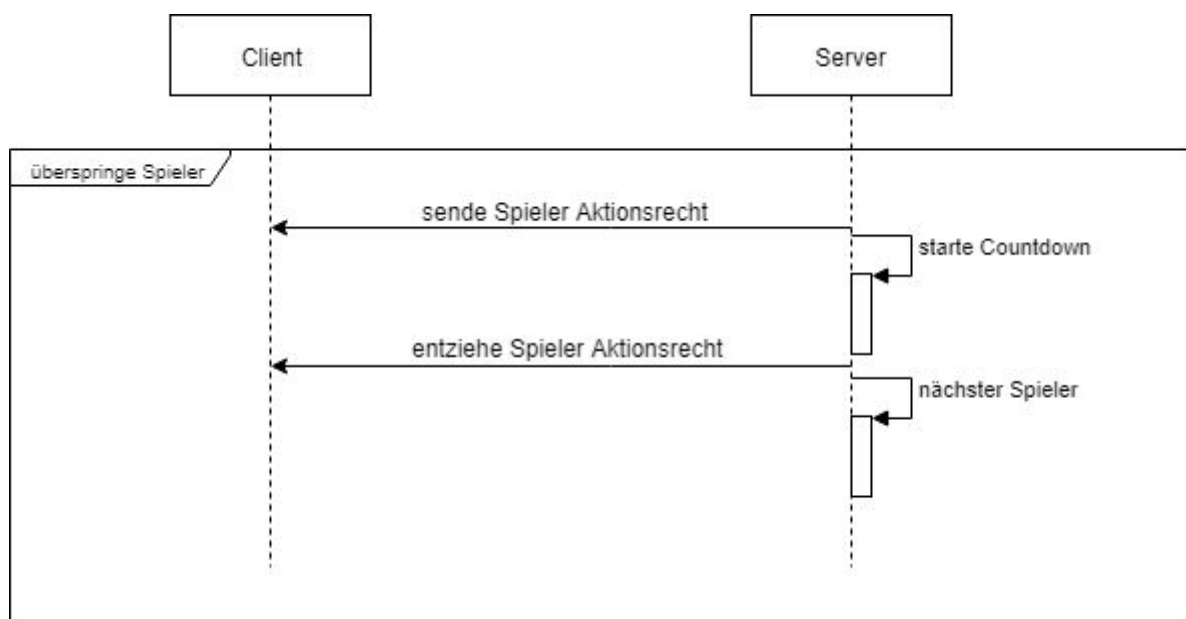 Client
Server
überspringe Spieler
sende Spieler Aktionsrecht
starte Countdown
entziehe Spieler Aktionsrecht
nächster Spieler